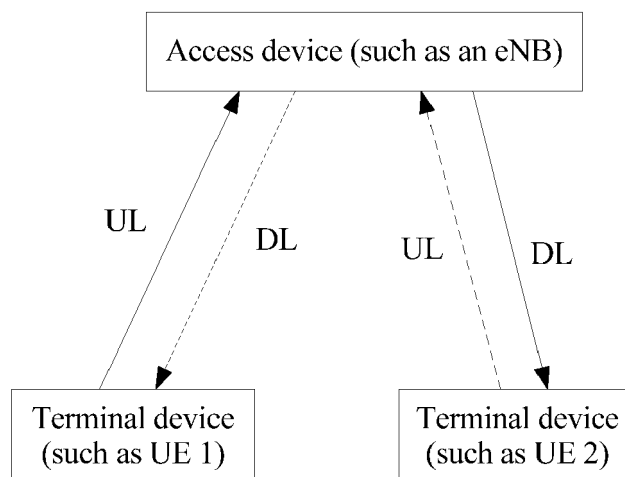 Access device (such as an eNB)
UL
DL
UL
DL
Terminal device
(such as UE 1)
Terminal device
(such as UE 2)